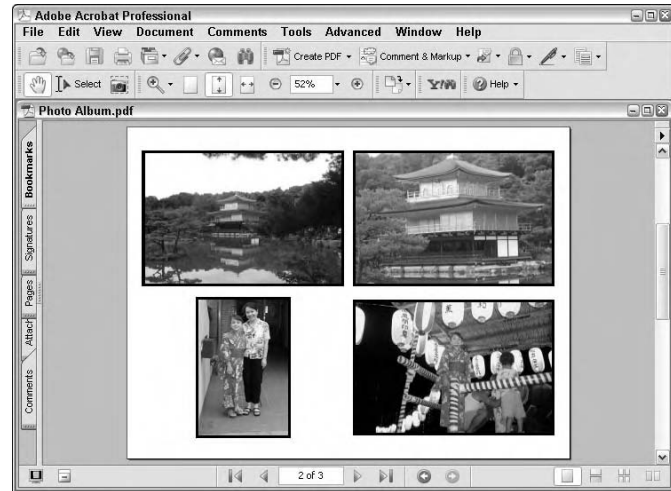 Adobe Acrobat Professional
File Edit View Document Comments Tools Advanced Window Help
Create PDF Comment & Markup
Select 52% Y! Help
Photo Album.pdf
Bookmarks
Signatures
Pages
Attach
Comments
2 of 3